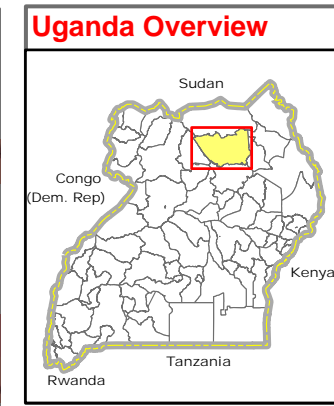 Uganda Overview
Sudan
Congo
(Dem. Rep)
Kenya
Tanzania
Rwanda